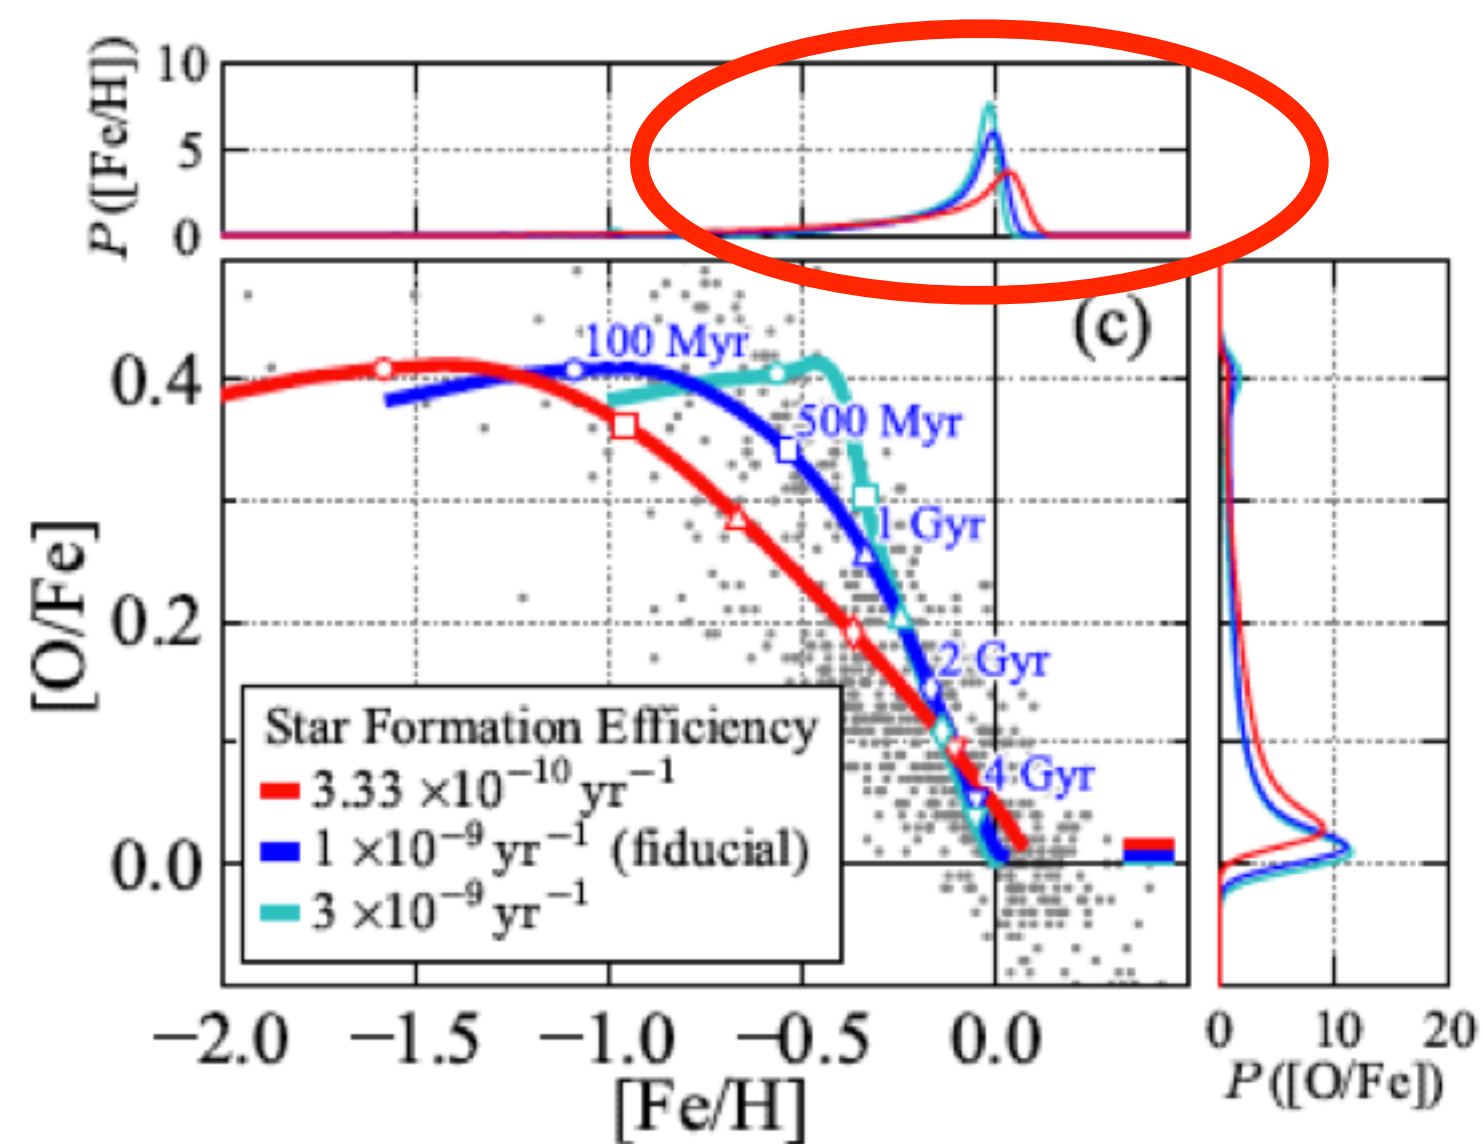 P([Fe/H])
10
5
0
(c)
100 Myr
500 Myr
1 Gyr
2 Gyr
4 Gyr
[O/Fe]
0.4
0.2
0.0
Star Formation Efficiency
3.33 ×10⁻¹⁰ yr⁻¹
1 ×10⁻⁹ yr⁻¹ (fiducial)
3 ×10⁻⁹ yr⁻¹
−2.0 −1.5 −1.0 −0.5 0.0
[Fe/H]
0 10 20
P([O/Fe])